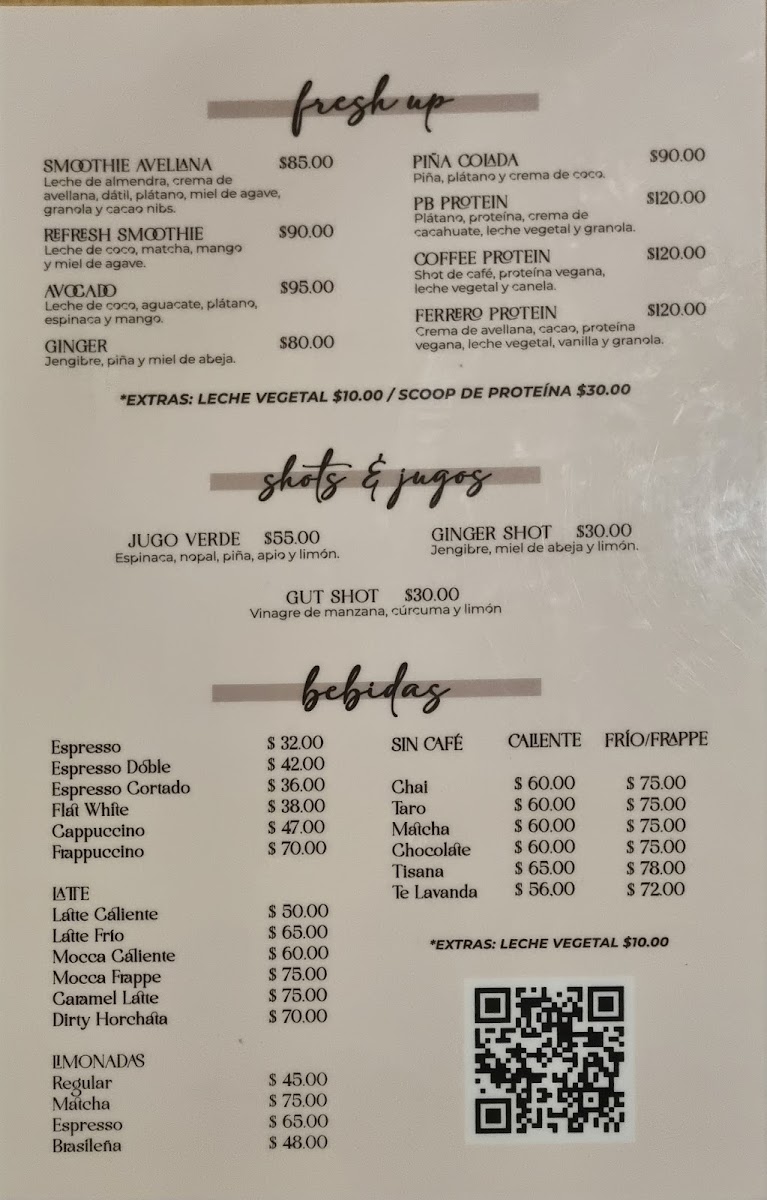 fresh up
SMOOTHIE AVELLANA $85.00
Leche de almendra, crema de
avellana, dátil, plátano, miel de agave,
granola y cacao nibs.
REFRESH SMOOTHIE $90.00
Leche de coco, matcha, mango
y miel de agave.
AVOCADO $95.00
Leche de coco, aguacate, plátano,
espinaca y mango.
GINGER $80.00
Jengibre, piña y miel de abeja.
PIÑA COLADA $90.00
Piña, plátano y crema de coco.
PB PROTEIN $120.00
Plátano, proteína, crema de
cacahuate, leche vegetal y granola.
COFFEE PROTEIN $120.00
Shot de café, proteína vegana,
leche vegetal y canela.
FERRERO PROTEIN $120.00
Crema de avellana, cacao, proteína
vegana, leche vegetal, vanilla y granola.
*EXTRAS: LECHE VEGETAL $10.00 / SCOOP DE PROTEÍNA $30.00
shots & jugos
JUGO VERDE $55.00
Espinaca, nopal, piña, apio y limón.
GINGER SHOT $30.00
Jengibre, miel de abeja y limón.
GUT SHOT $30.00
Vinagre de manzana, cúrcuma y limón
bebidas
Espresso $ 32.00
Espresso Doble $ 42.00
Espresso Cortado $ 36.00
Flat White $ 38.00
Cappuccino $ 47.00
Frappuccino $ 70.00
LATTE
Latte Caliente $ 50.00
Latte Frío $ 65.00
Mocca Caliente $ 60.00
Mocca Frappe $ 75.00
Caramel Latte $ 75.00
Dirty Horchata $ 70.00
LIMONADAS
Regular $ 45.00
Matcha $ 75.00
Espresso $ 65.00
Brasileña $ 48.00
SIN CAFÉ CALIENTE FRÍO/FRAPPE
Chai $ 60.00 $ 75.00
Taro $ 60.00 $ 75.00
Matcha $ 60.00 $ 75.00
Chocolate $ 60.00 $ 75.00
Tisana $ 65.00 $ 78.00
Te Lavanda $ 56.00 $ 72.00
*EXTRAS: LECHE VEGETAL $10.00